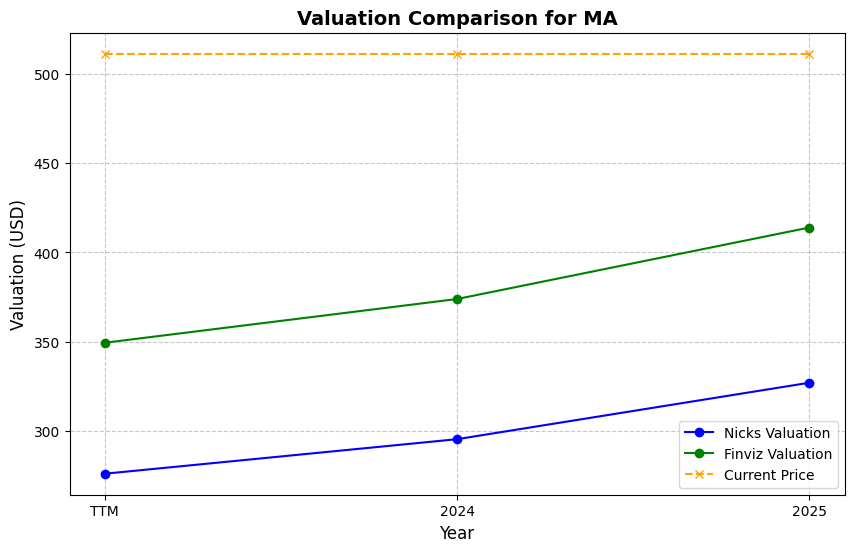 Valuation Comparison for MA
Valuation (USD)
500
450
400
350
300
TTM
2024
2025
Year
Nicks Valuation
Finviz Valuation
Current Price